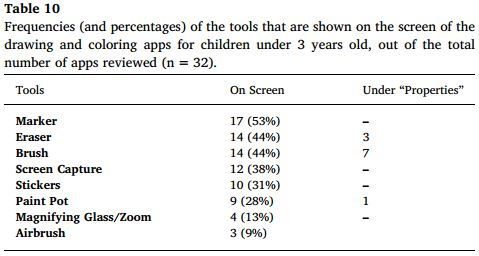 Table 10
Frequencies (and percentages) of the tools that are shown on the screen of the
drawing and coloring apps for children under 3 years old, out of the total
number of apps reviewed (n = 32).
Tools On Screen Under “Properties”
Marker 17 (53%) –
Eraser 14 (44%) 3
Brush 14 (44%) 7
Screen Capture 12 (38%) –
Stickers 10 (31%) –
Paint Pot 9 (28%) 1
Magnifying Glass/Zoom 4 (13%) –
Airbrush 3 (9%)